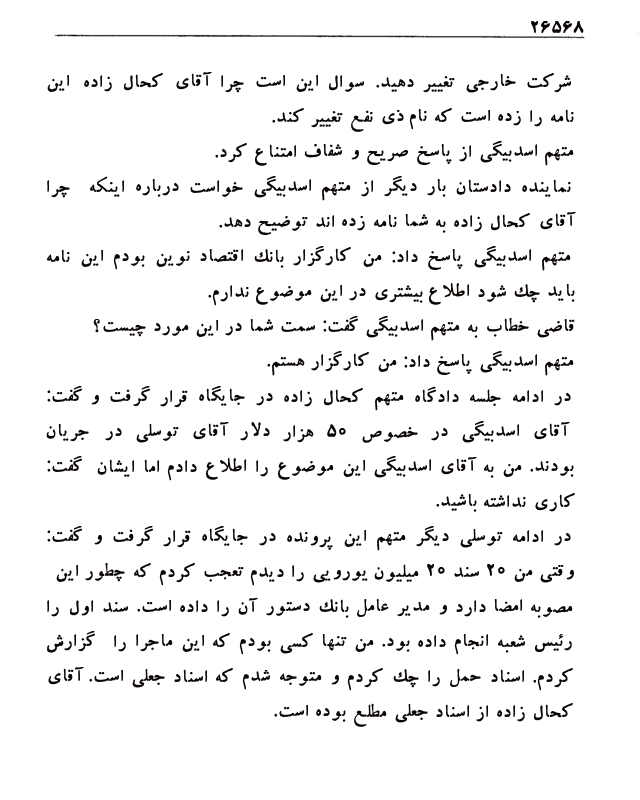 ۲۶۵۶۸
شرکت خارجی تغییر دهید. سوال این است چرا آقای کحال زاده این
نامه را زده است که نام ذی نفع تغییر کند.
متهم اسدبیگی از پاسخ صریح و شفاف امتناع کرد.
نماینده دادستان بار دیگر از متهم اسدبیگی خواست درباره اینکه چرا
آقای کحال زاده به شما نامه زده اند توضیح دهد.
متهم اسدبیگی پاسخ داد: من کارگزار بانك اقتصاد نوین بودم این نامه
باید چك شود اطلاع بیشتری در این موضوع ندارم.
قاضی خطاب به متهم اسدبیگی گفت: سمت شما در این مورد چیست؟
متهم اسدبیگی پاسخ داد: من کارگزار هستم.
در ادامه جلسه دادگاه متهم کحال زاده در جایگاه قرار گرفت و گفت:
آقای اسدبیگی در خصوص ۵۰ هزار دلار آقای توسلی در جریان
بودند. من به آقای اسدبیگی این موضوع را اطلاع دادم اما ایشان گفت:
کاری نداشته باشید.
در ادامه توسلی دیگر متهم این پرونده در جایگاه قرار گرفت و گفت:
وقتی من ۲۰ سند ۲۰ میلیون یورویی را دیدم تعجب کردم که چطور این
مصوبه امضا دارد و مدیر عامل بانك دستور آن را داده است. سند اول را
رئیس شعبه انجام داده بود. من تنها کسی بودم که این ماجرا را گزارش
کردم. اسناد حمل را چك کردم و متوجه شدم که اسناد جعلی است. آقای
کحال زاده از اسناد جعلی مطلع بوده است.